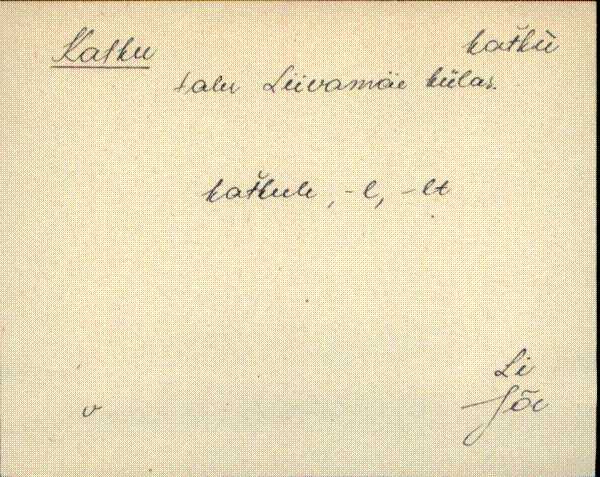 Katku katkù
talu Liivamäe külas.
katkule, -l, -lt
Li
v Jõe